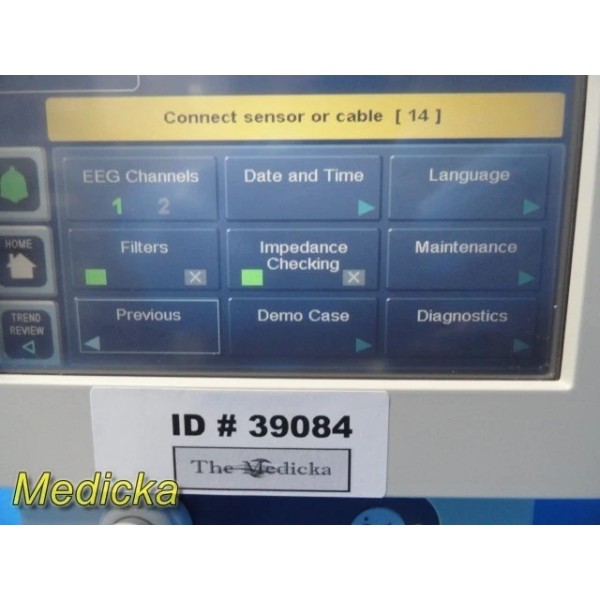 Connect sensor or cable [ 14 ]
EEG Channels
1 2
Date and Time
Language
HOME
Filters
Impedance
Checking
Maintenance
TREND
REVIEW
Previous
Demo Case
Diagnostics
ID # 39084
The Medicka
Medicka